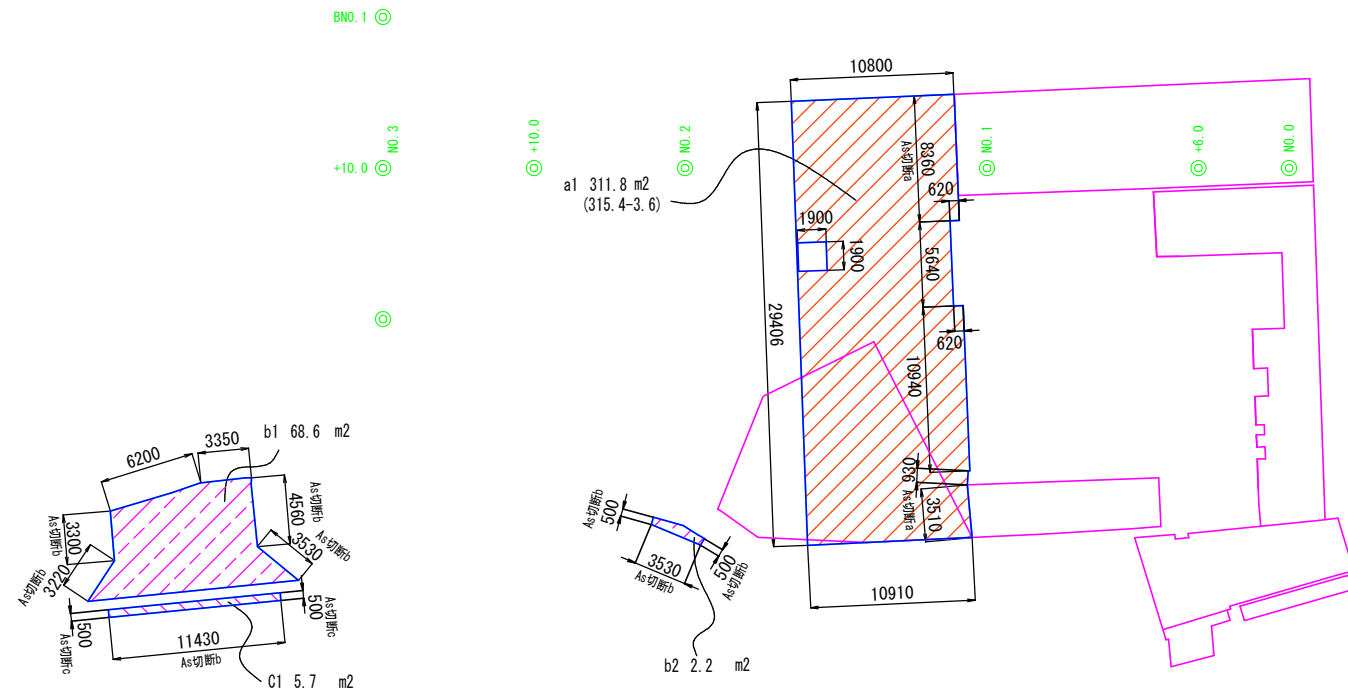 BNO.1
+10.0
NO.3
+10.0
NO.2
NO.1
+6.0
NO.0
10800
a1 311.8 m2
(315.4-3.6)
8360
As切断a
620
1900
1900
5640
29406
620
10940
930
3510
As切断a
10910
b1 68.6 m2
6200
3350
3300
As切断b
3220
As切断b
4560
As切断b
3530
As切断b
500
As切断c
500
As切断c
11430
As切断b
C1 5.7 m2
500
As切断b
3530
As切断b
500
As切断b
b2 2.2 m2